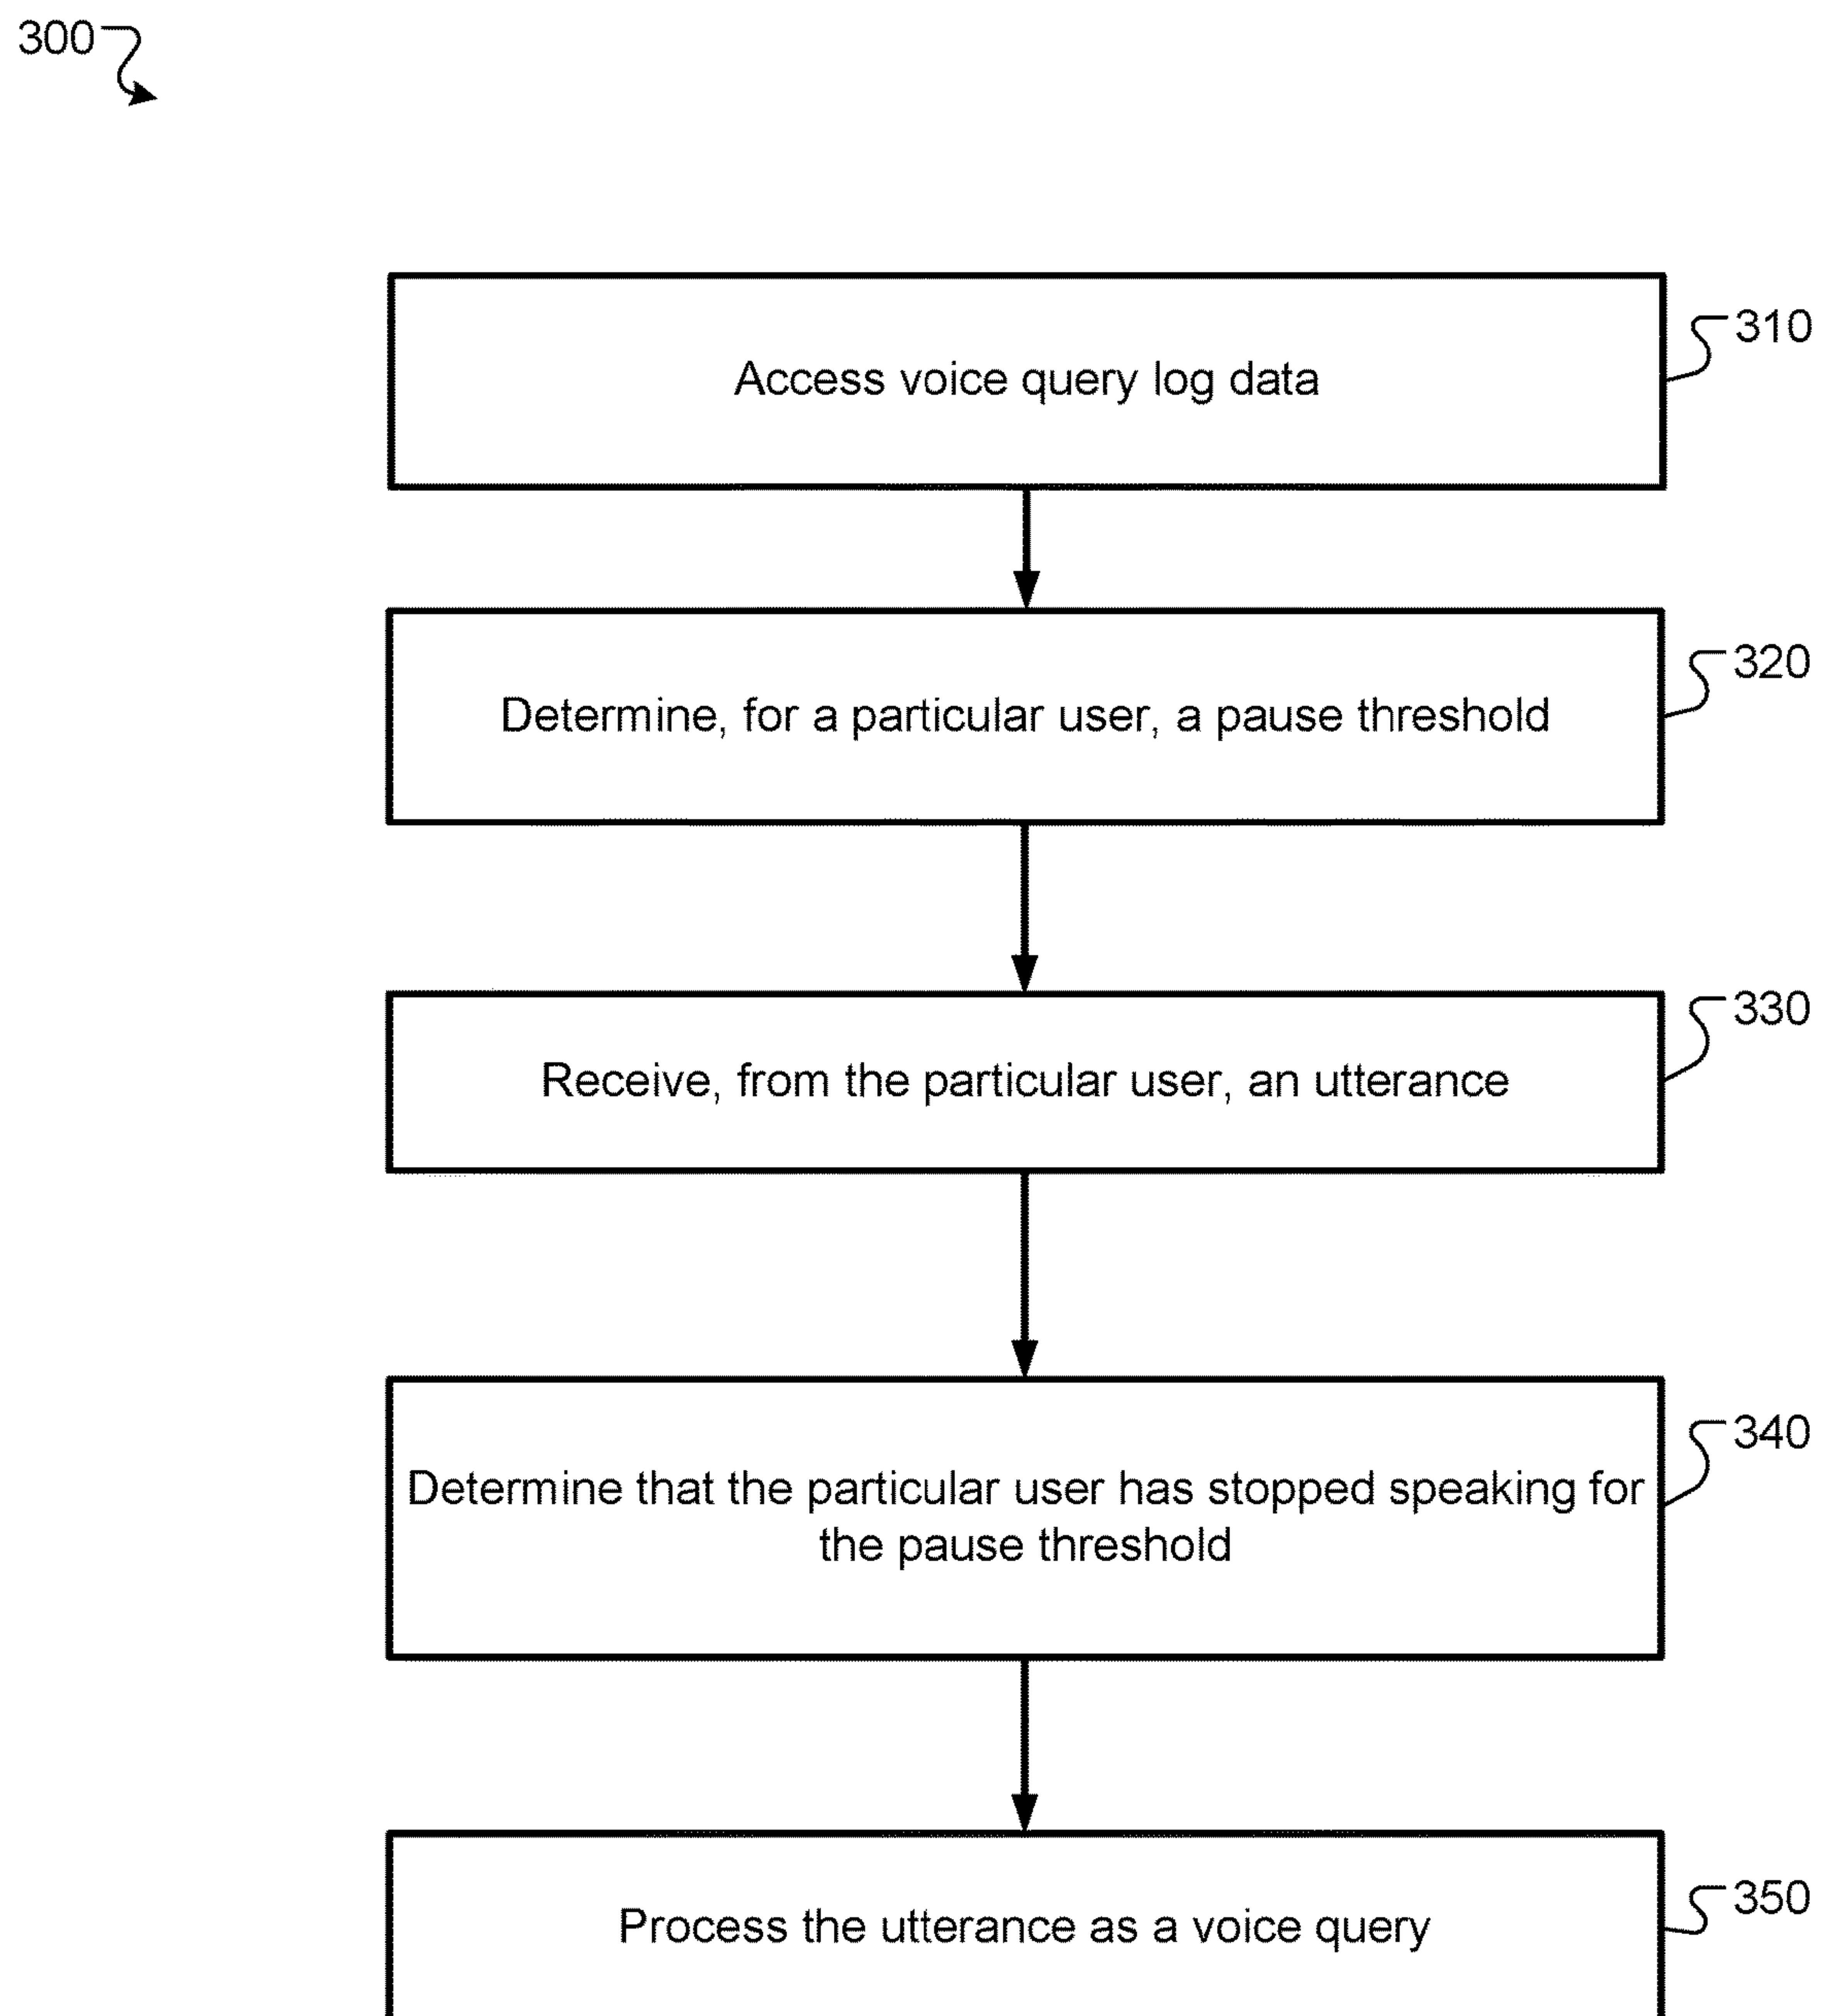 300
Access voice query log data
310
Determine, for a particular user, a pause threshold
320
Receive, from the particular user, an utterance
330
Determine that the particular user has stopped speaking for
the pause threshold
340
Process the utterance as a voice query
350